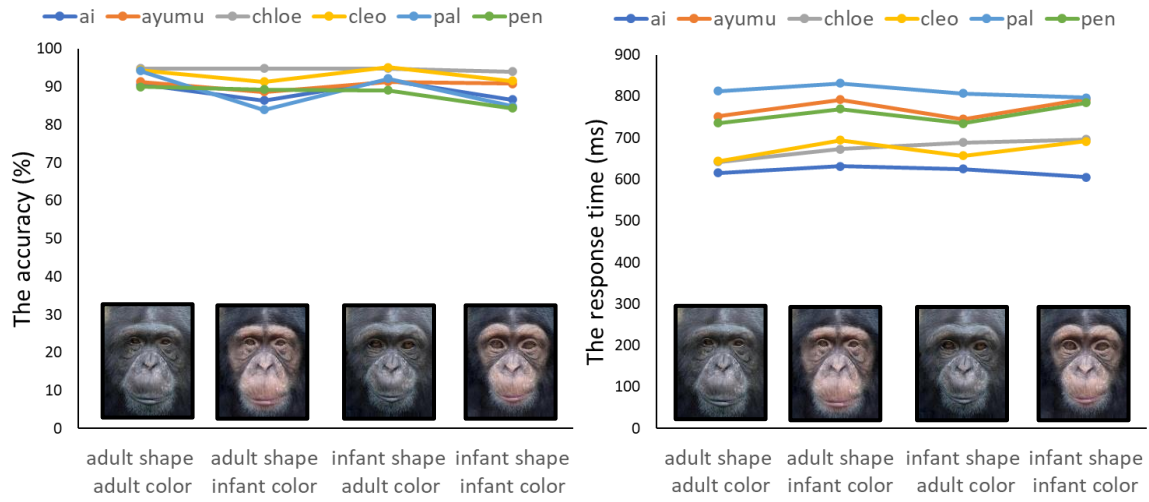 ai ayumu chloe cleo pal pen
The accuracy (%)
100
90
80
70
60
50
40
30
20
10
0
adult shape adult shape infant shape infant shape
adult color infant color adult color infant color
ai ayumu chloe cleo pal pen
The response time (ms)
900
800
700
600
500
400
300
200
100
0
adult shape adult shape infant shape infant shape
adult color infant color adult color infant color